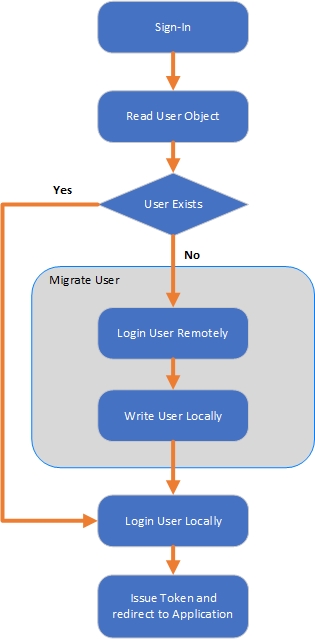 Sign-In
Read User Object
User Exists
Yes
No
Migrate User
Login User Remotely
Write User Locally
Login User Locally
Issue Token and
redirect to Application